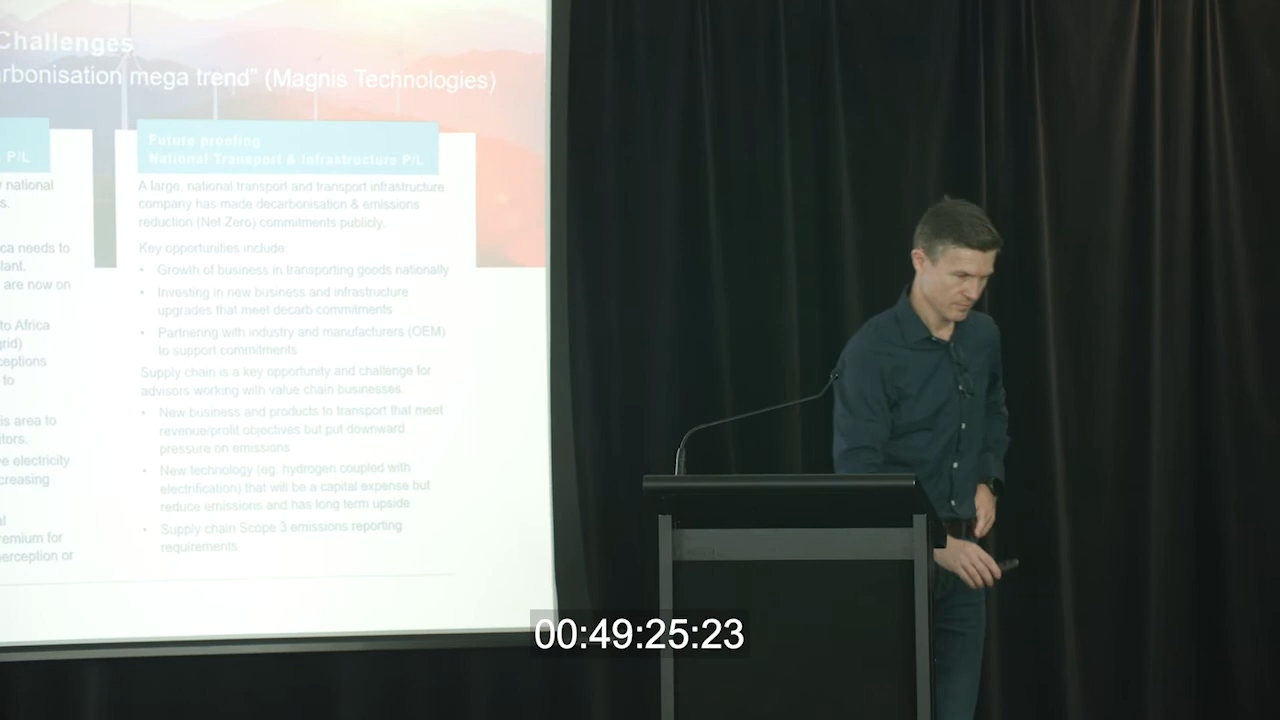 Challenges
rbonisation mega trend” (Magnis Technologies)
P/L
national
s.
ca needs to
lant.
are now on
to Africa
grid)
ceptions
to
is area to
itors.
ve electricity
creasing
al
remium for
erception or
Future proofing
National Transport & Infrastructure P/L
A large, national transport and transport infrastructure
company has made decarbonisation & emissions
reduction (Net Zero) commitments publicly.
Key opportunities include:
• Growth of business in transporting goods nationally
• Investing in new business and infrastructure
upgrades that meet decarb commitments
• Partnering with industry and manufacturers (OEM)
to support commitments
Supply chain is a key opportunity and challenge for
advisors working with value chain businesses.
• New business and products to transport that meet
revenue/profit objectives but put downward
pressure on emissions
• New technology (eg. hydrogen coupled with
electrification) that will be a capital expense but
reduce emissions and has long term upside
• Supply chain Scope 3 emissions reporting
requirements
00:49:25:23